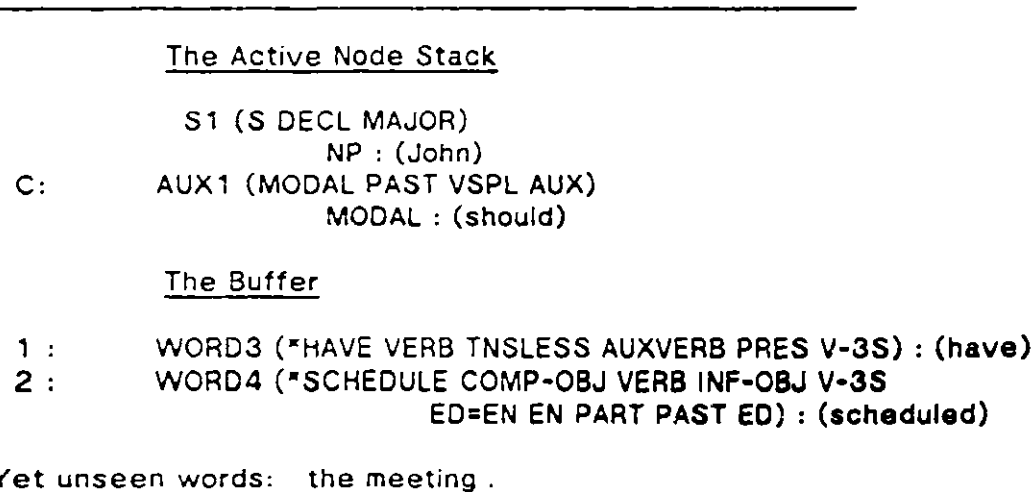 The Active Node Stack
S1 (S DECL MAJOR)
NP : (John)
C: AUX1 (MODAL PAST VSPL AUX)
MODAL : (should)
The Buffer
1 : WORD3 (*HAVE VERB TNSLESS AUXVERB PRES V-3S) : (have)
2 : WORD4 (*SCHEDULE COMP-OBJ VERB INF-OBJ V-3S
ED=EN EN PART PAST ED) : (scheduled)
Yet unseen words: the meeting .